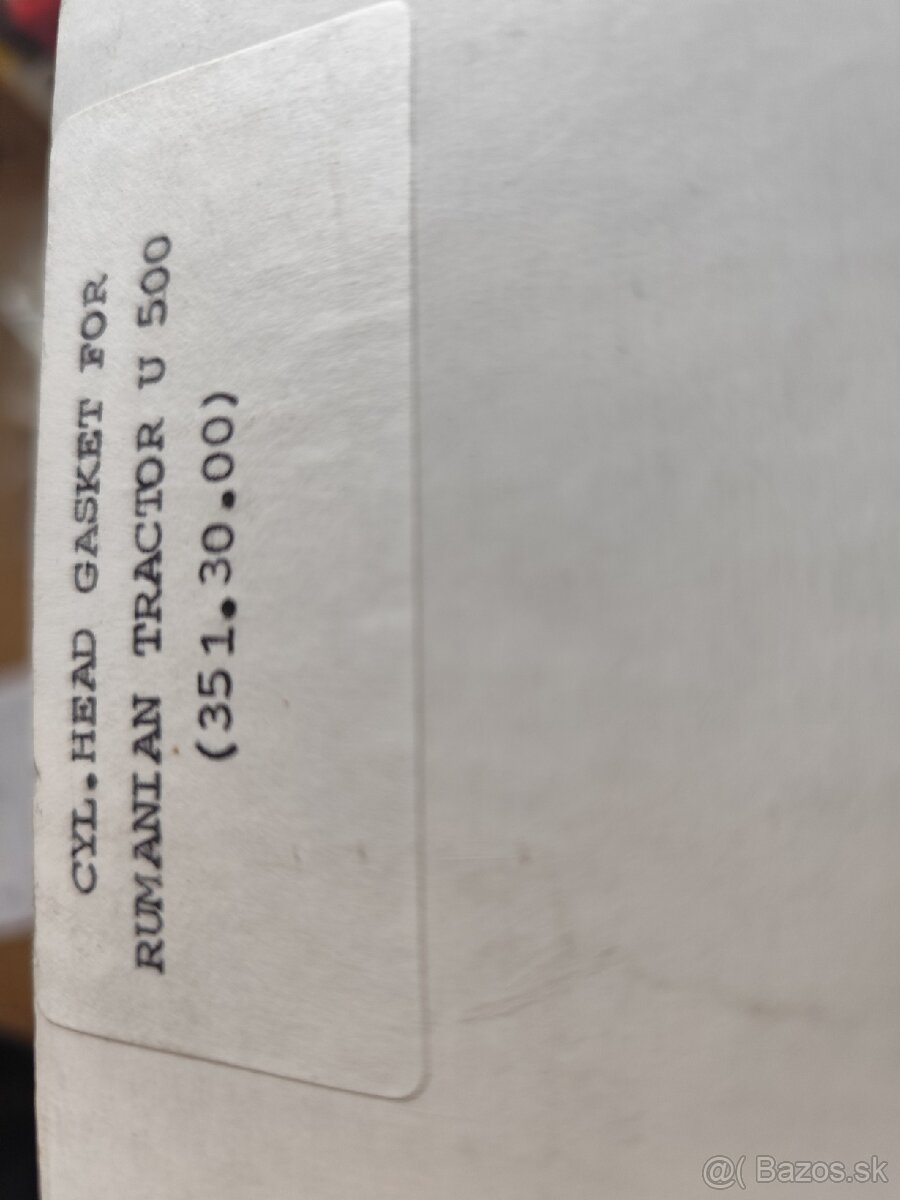 CYL.HEAD GASKET FOR
RUMANIAN TRACTOR U 500
(351.30.00)
@( Bazos.sk